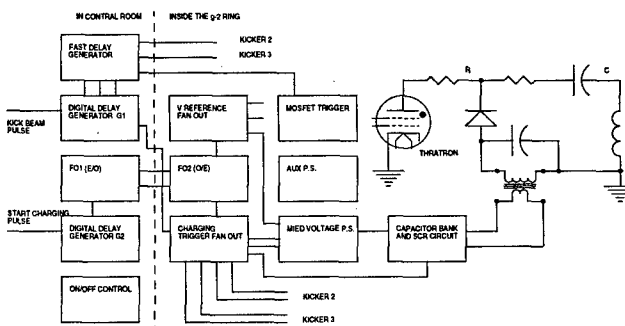 IN CONTRAL ROOM
INSIDE THE g-2 RING
FAST DELAY
GENERATOR
KICKER 2
KICKER 3
DIGITAL DELAY
GENERATOR G1
V REFERENCE
FAN OUT
MOSFET TRIGGER
KICK BEAM
PULSE
R
C
THRATRON
FO1 (E/O)
FO2 (O/E)
AUX P.S.
START CHARGING
PULSE
DIGITAL DELAY
GENERATOR G2
CHARGING
TRIGGER FAN OUT
MIED VOLTAGE P.S.
CAPACITOR BANK
AND SCR CIRCUIT
ON/OFF CONTROL
KICKER 2
KICKER 3